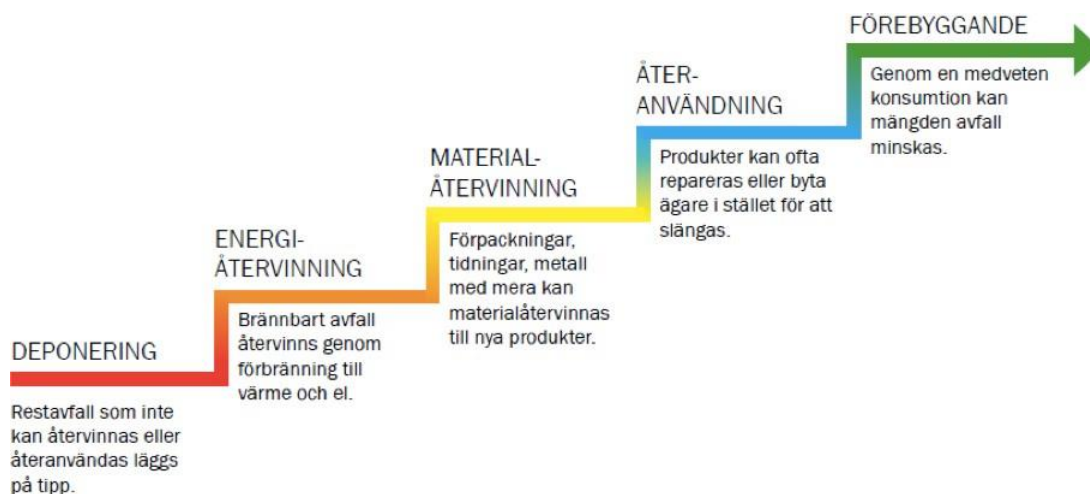 DEPONERING
Restavfall som inte
kan återvinnas eller
återanvändas läggs
på tipp.
ENERGI-
ÅTERVINNING
Brännbart avfall
återvinns genom
förbränning till
värme och el.
MATERIAL-
ÅTERVINNING
Förpackningar,
tidningar, metall
med mera kan
materialåtervinnas
till nya produkter.
ÅTER-
ANVÄNDNING
Produkter kan ofta
repareras eller byta
ägare i stället för att
slängas.
FÖREBYGGANDE
Genom en medveten
konsumtion kan
mängden avfall
minskas.